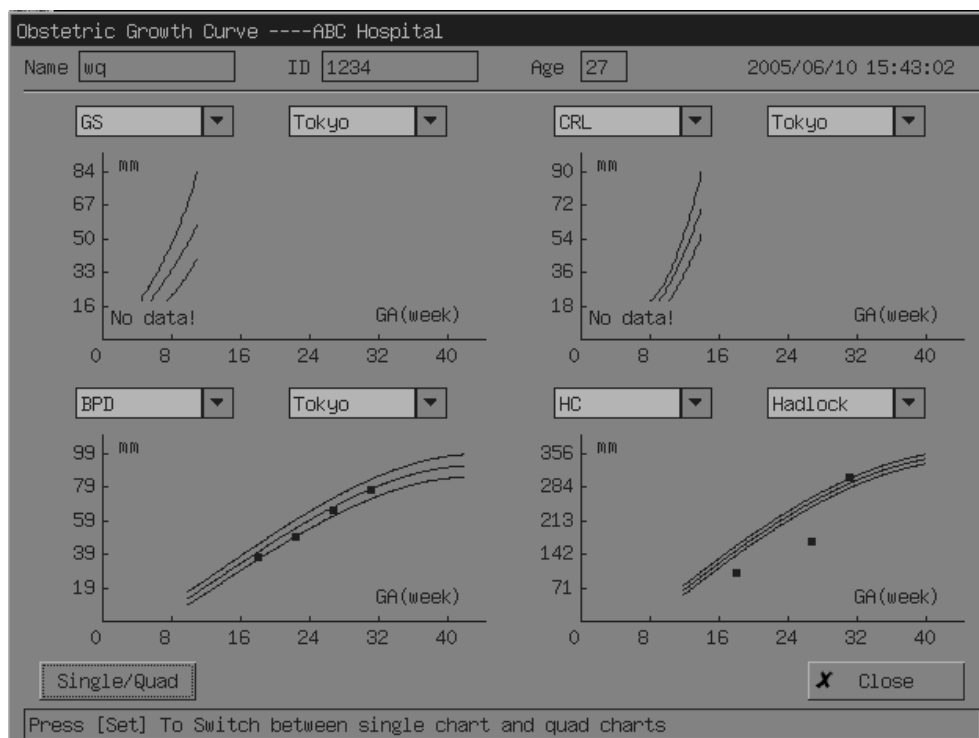 Obstetric Growth Curve ----ABC Hospital
Name wq ID 1234 Age 27 2005/06/10 15:43:02
GS Tokyo CRL Tokyo
84 mm 90 mm
67 72
50 54
33 36
16 18
No data! GA(week) No data! GA(week)
0 8 16 24 32 40 0 8 16 24 32 40
BPD Tokyo HC Hadlock
99 mm 356 mm
79 284
59 213
39 142
19 71
GA(week) GA(week)
0 8 16 24 32 40 0 8 16 24 32 40
Single/Quad ✗ Close
Press [Set] To Switch between single chart and quad charts